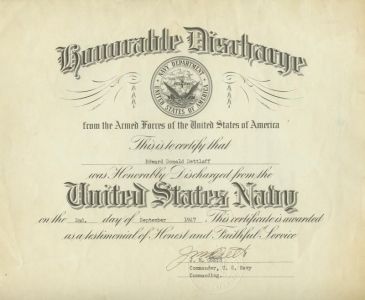 Honorable Discharge
NAVY DEPARTMENT
UNITED STATES OF AMERICA
from the Armed Forces of the United States of America
This is to certify that
Edward Donald Dettlaff
was Honorably Discharged from the
United States Navy
on the 2nd. day of September 1947 This certificate is awarded
as a testimonial of Honest and Faithful Service
Commander, U. S. Navy
Commanding.